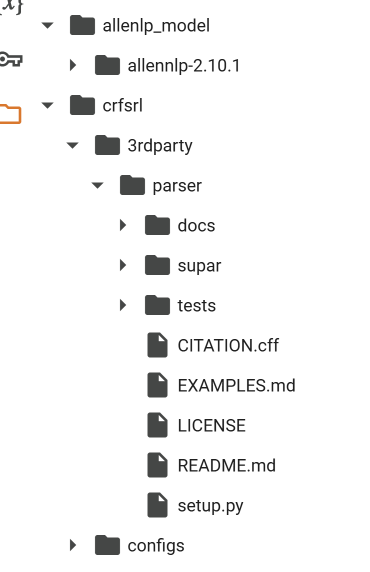 {x}
allenlp_model
allennlp-2.10.1
crfsrl
3rdparty
parser
docs
supar
tests
CITATION.cff
EXAMPLES.md
LICENSE
README.md
setup.py
configs